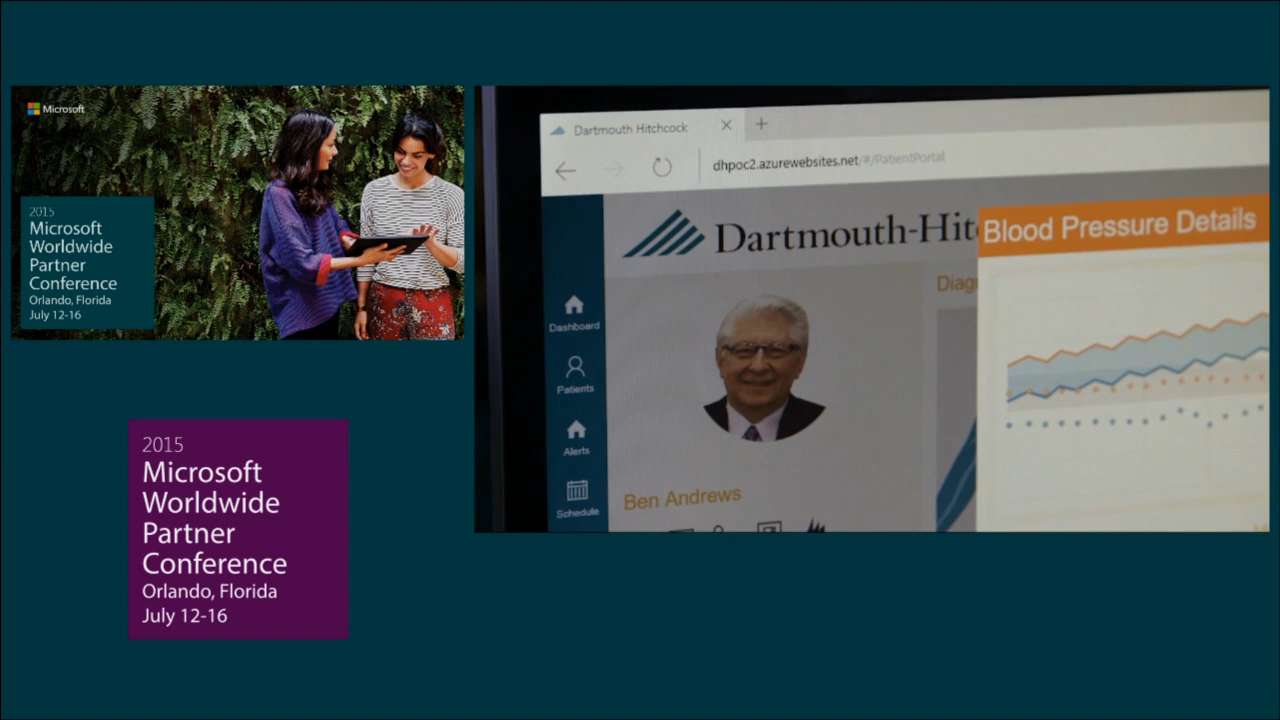 Microsoft
2015
Microsoft
Worldwide
Partner
Conference
Orlando, Florida
July 12-16
2015
Microsoft
Worldwide
Partner
Conference
Orlando, Florida
July 12-16
Dartmouth Hitchcock
dhpoc2.azurewebsites.net/#/PatientPortal
Dartmouth-Hit
Blood Pressure Details
Diag
Dashboard
Patients
Alerts
Schedule
Ben Andrews